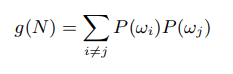 g(N) = ∑_{i≠j} P(ω_i)P(ω_j)